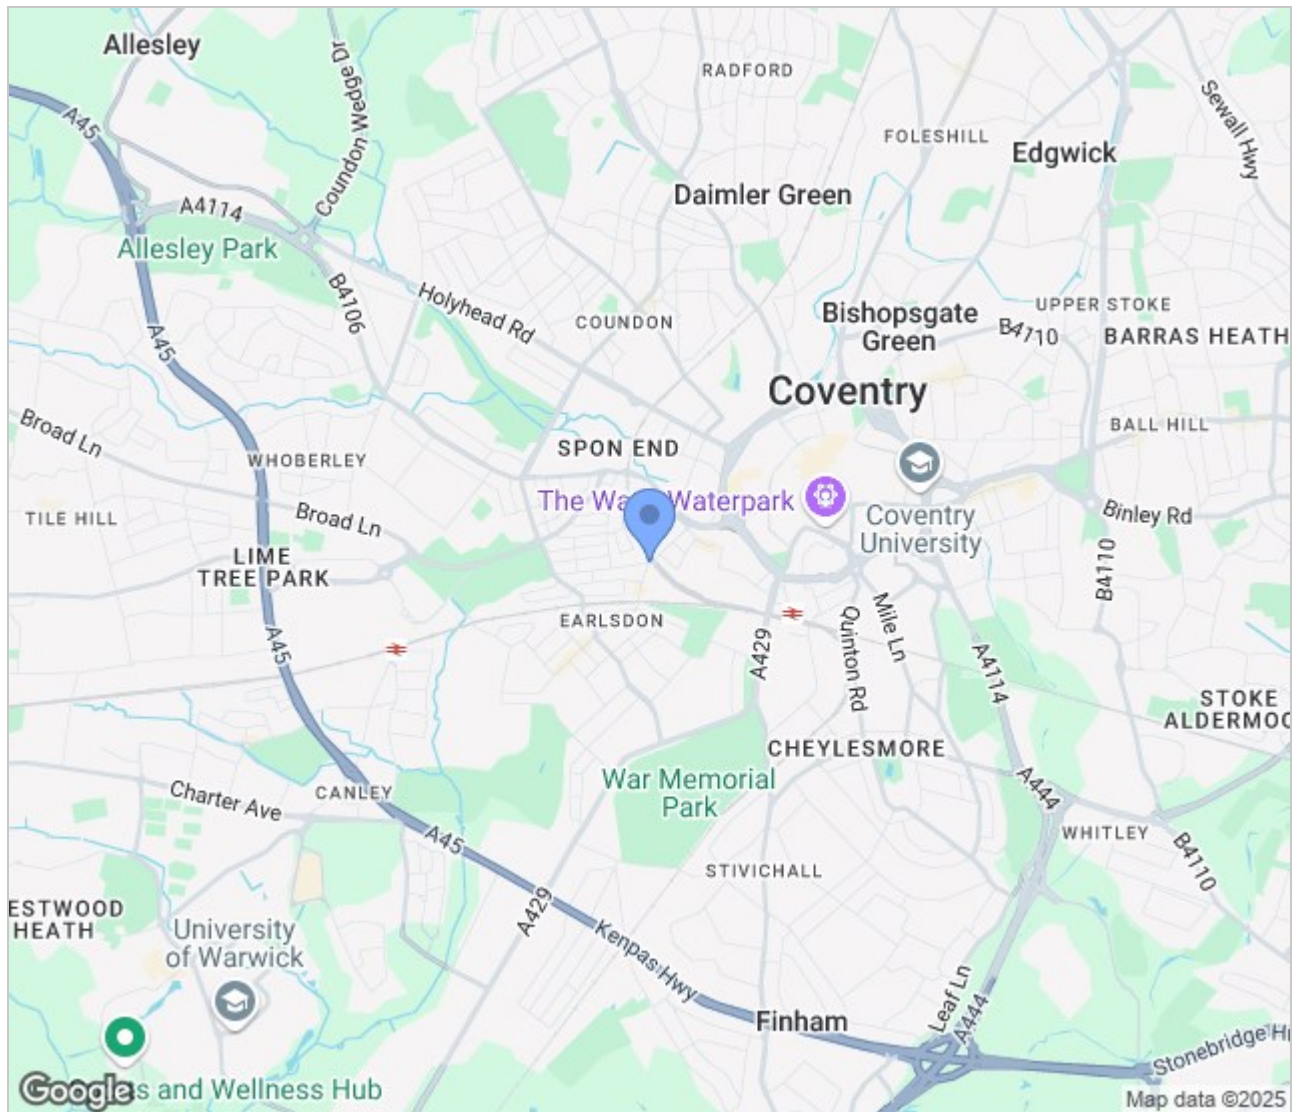 Allesley
Coundon Wedge Dr
RADFORD
Sewall Hwy
A45
FOLESHILL
Edgwick
Daimler Green
A4114
Allesley Park
B4106
Holyhead Rd
COUNDON
UPPER STOKE
Bishopsgate
Green
B4110
BARRAS HEATH
A45
Coventry
Broad Ln
BALL HILL
SPON END
WHOBERLEY
The Wa
Waterpark
Broad Ln
TILE HILL
Coventry
University
Binley Rd
LIME
TREE PARK
B4110
EARLSDON
Quinton Rd
Mile Ln
A45
A429
A4114
STOKE
ALDERMOO
CHEYLESMORE
War Memorial
Park
Charter Ave
CANLEY
A444
A45
WHITLEY
B4110
STIVICHALL
ESTWOOD
HEATH
A429
University
of Warwick
Kenpas Hwy
Leaf Ln
Finham
A444
Stonebridge H
Google
s and Wellness Hub
Map data ©2025